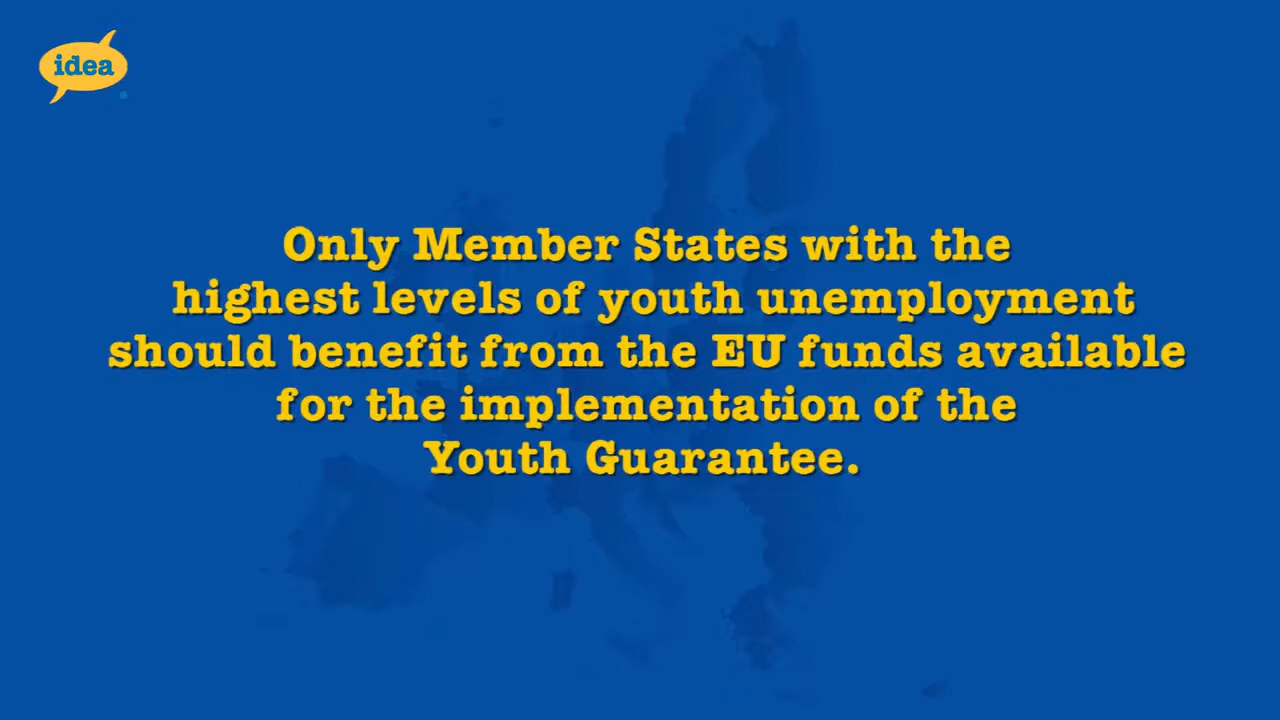 idea
Only Member States with the
highest levels of youth unemployment
should benefit from the EU funds available
for the implementation of the
Youth Guarantee.